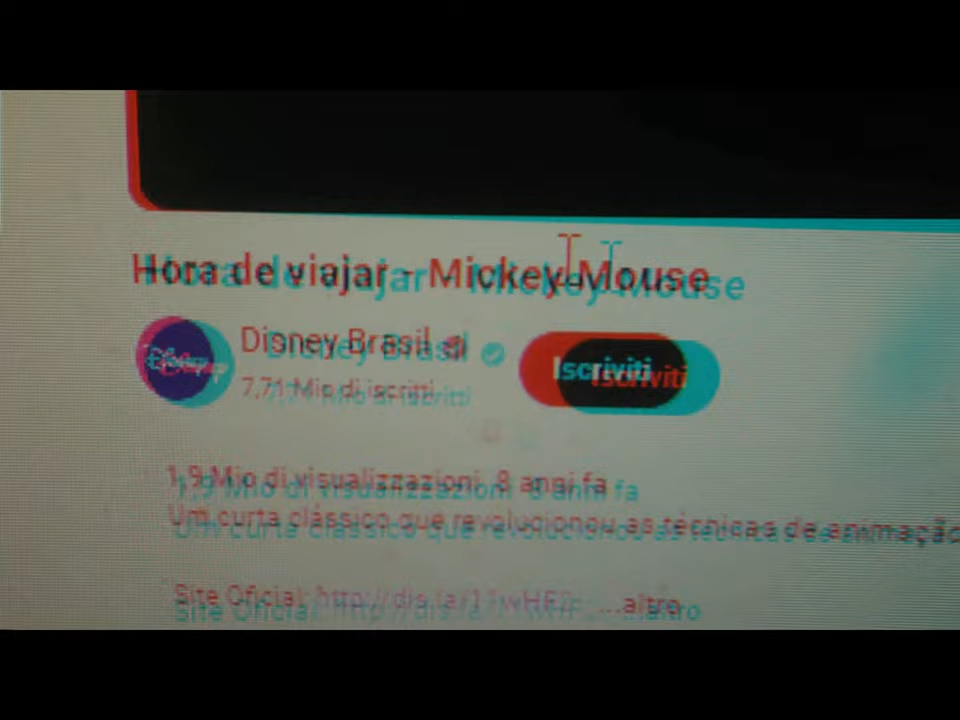 Hora de viajar - Mickey Mouse
Disney
Disney Brasil
Iscriviti
7,71 Mio di iscritti
1,9 Mio di visualizzazioni 8 anni fa
Um curta clássico que revolucionou as técnicas de animação
Site Oficial: ...altro